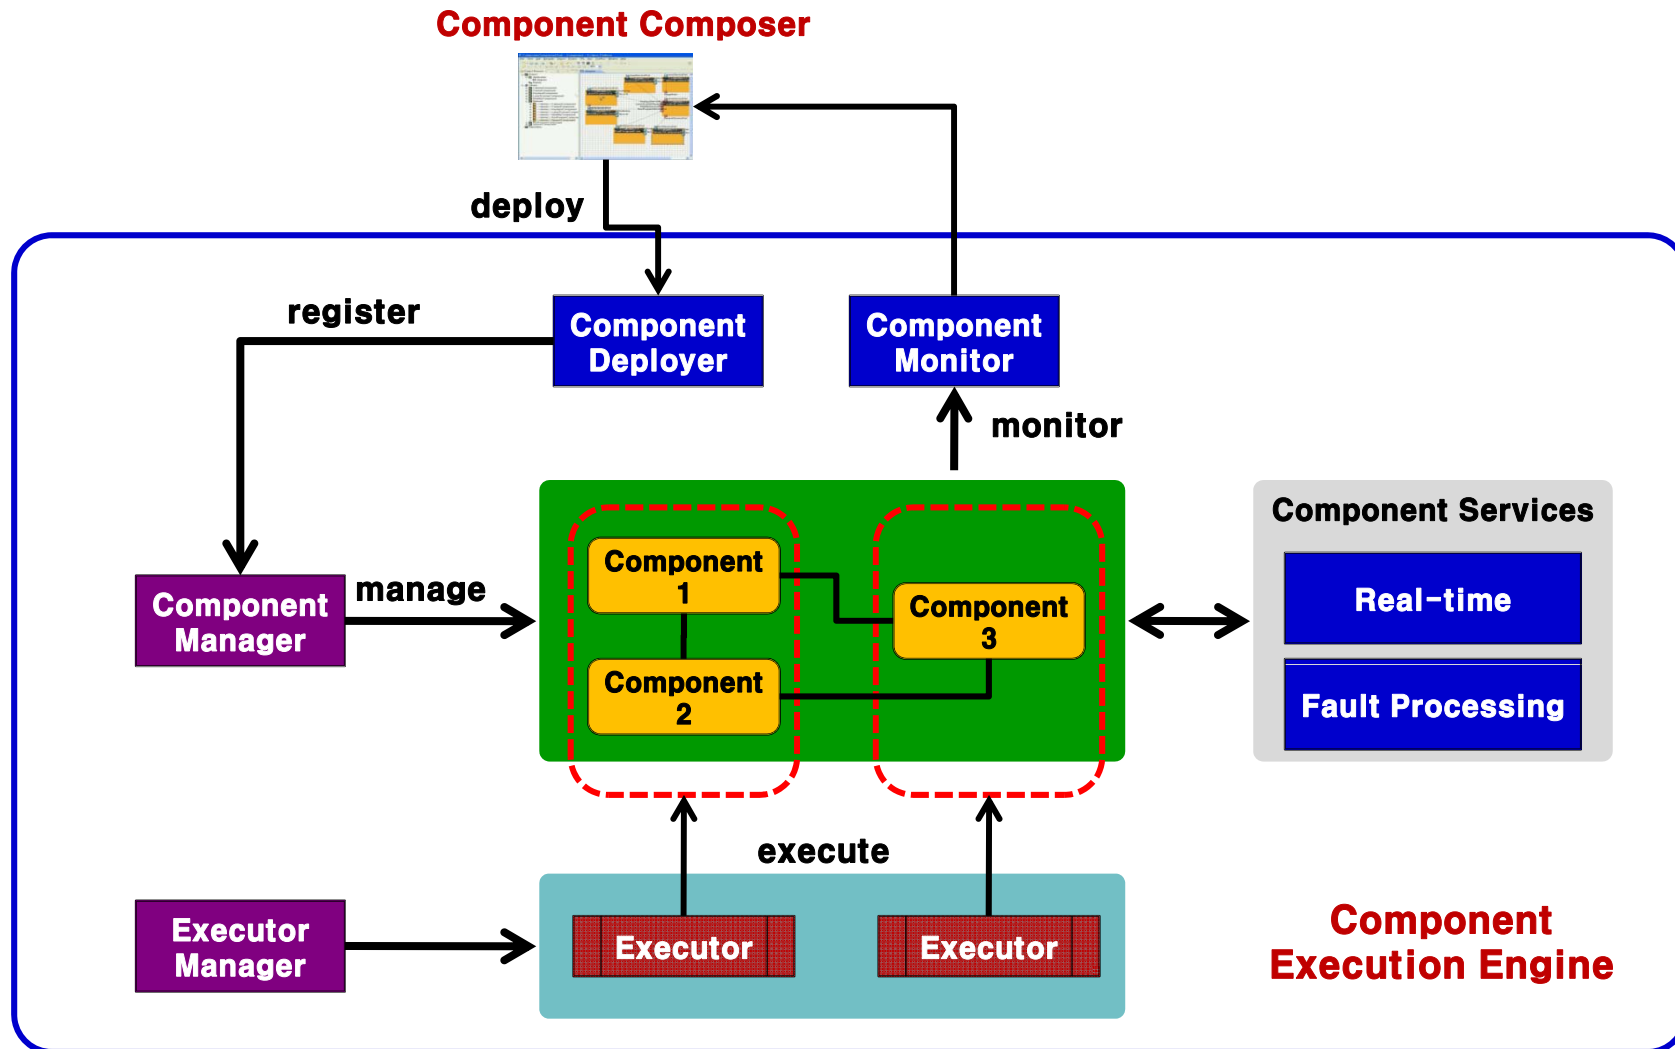 Component Composer
deploy
register
Component
Deployer
Component
Monitor
monitor
Component Services
Component
1
manage
Component
Manager
Component
3
Real-time
Component
2
Fault Processing
execute
Executor
Manager
Executor
Executor
Component
Execution Engine